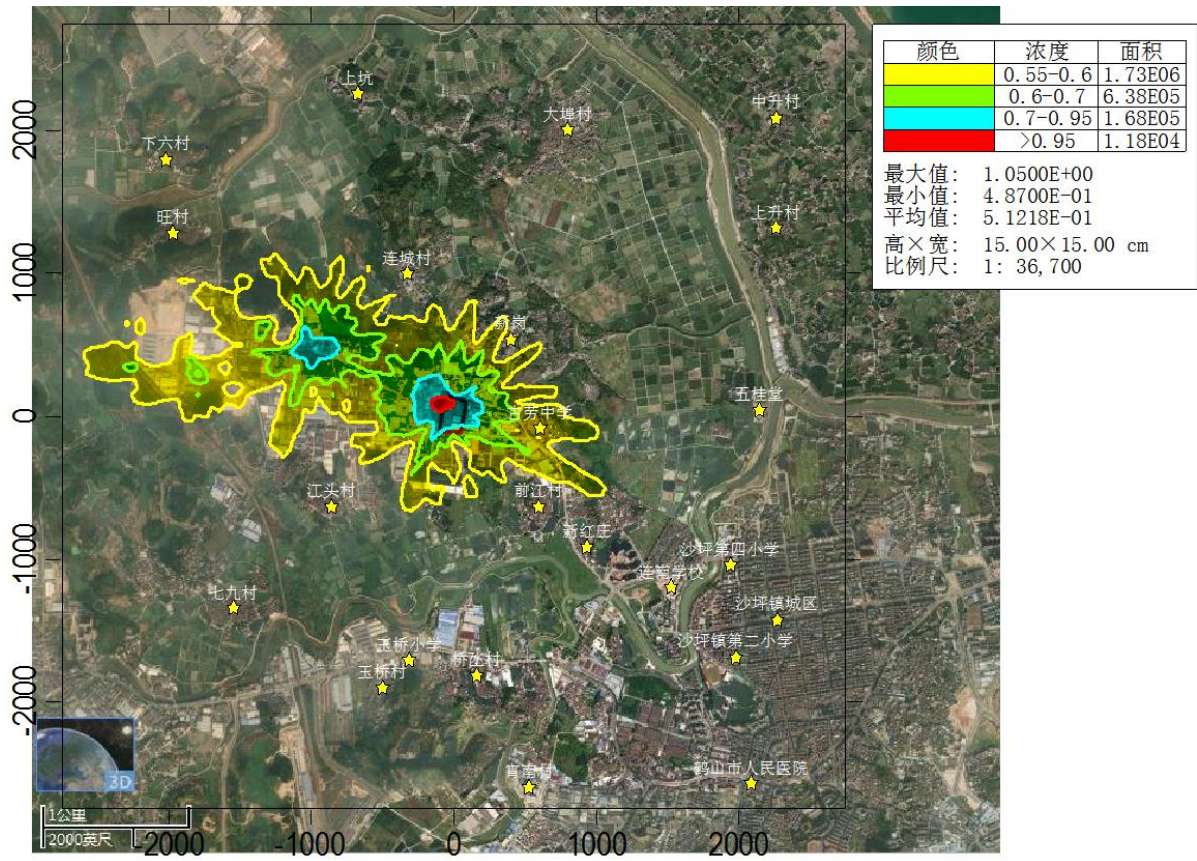 颜色 浓度 面积
0.55-0.6 1.73E06
0.6-0.7 6.38E05
0.7-0.95 1.68E05
>0.95 1.18E04
最大值: 1.0500E+00
最小值: 4.8700E-01
平均值: 5.1218E-01
高×宽: 15.00×15.00 cm
比例尺: 1: 36,700
上坑
大埠村
中升村
下六村
旺村
上升村
连城村
新岗
五桂堂
古劳中学
江头村
前江村
新红庄
沙坪第四小学
连南学校
七九村
沙坪镇城区
玉桥小学
沙坪镇第二小学
桥庄村
玉桥村
肖南村
鹤山市人民医院
2000
1000
0
-1000
-2000
3D
1公里
2000英尺
-2000 -1000 0 1000 2000